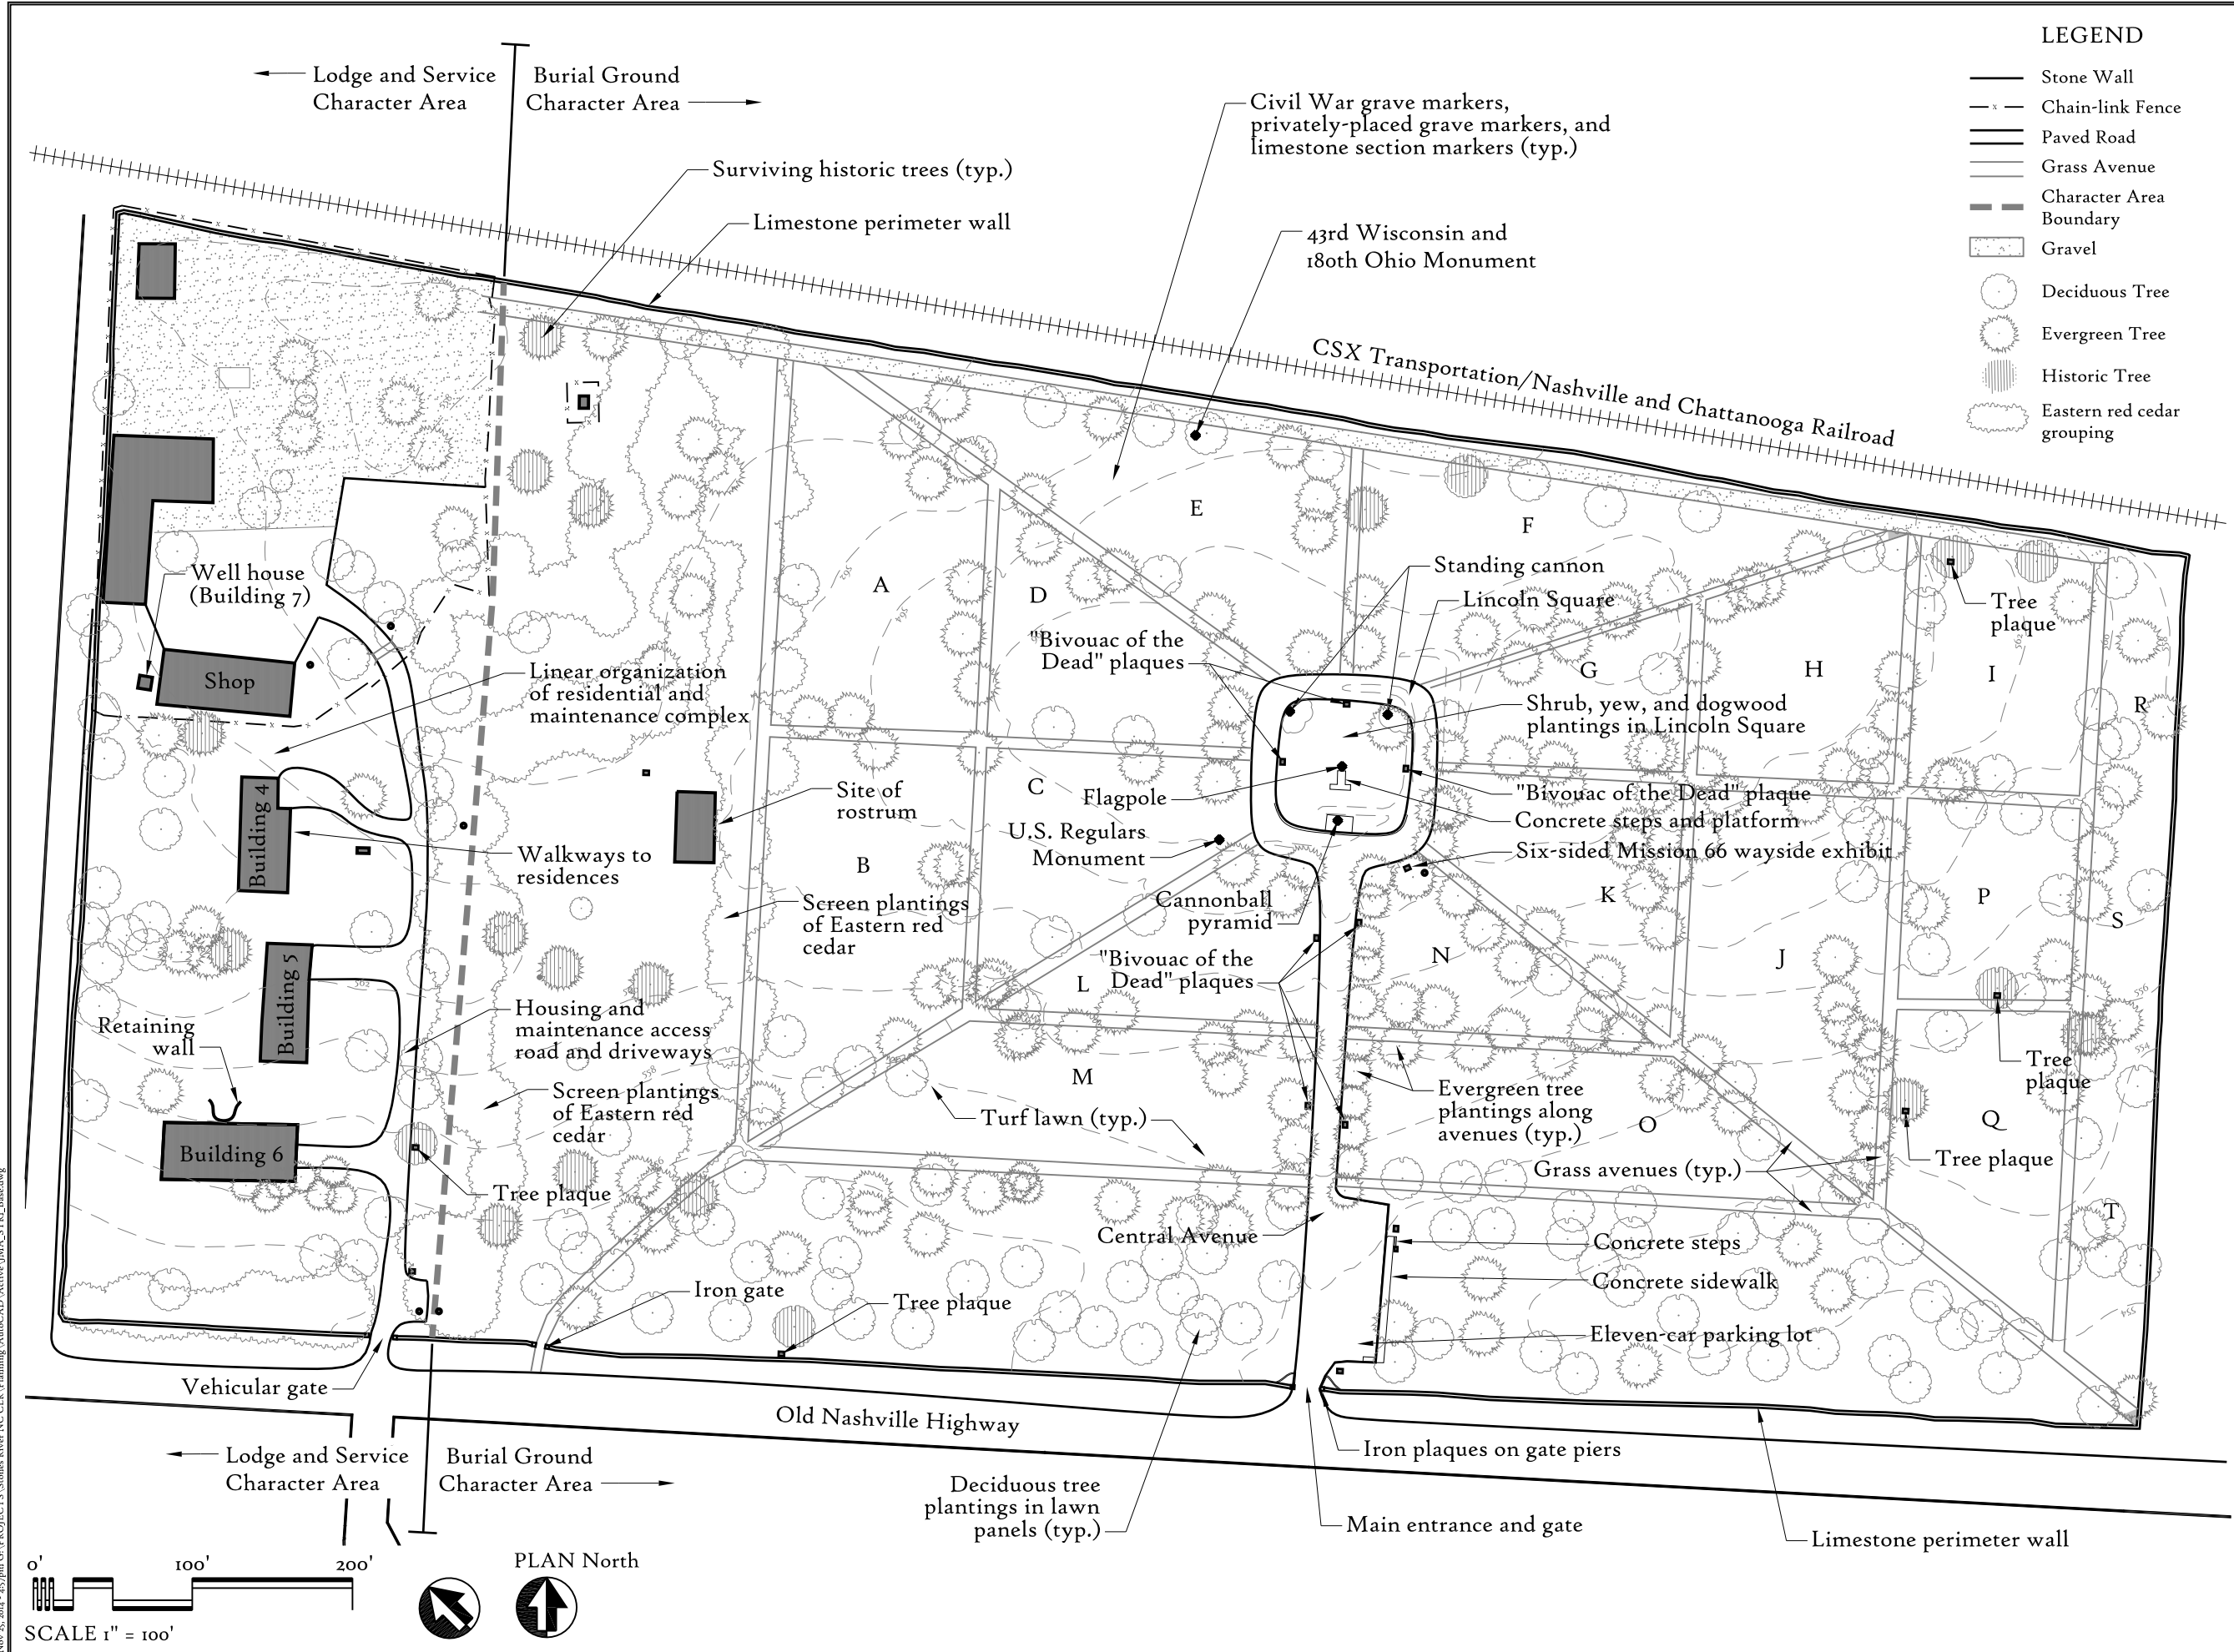 LEGEND
Stone Wall
Chain-link Fence
Paved Road
Grass Avenue
Character Area
Boundary
Gravel
Deciduous Tree
Evergreen Tree
Historic Tree
Eastern red cedar
grouping
Lodge and Service
Character Area
Burial Ground
Character Area
Surviving historic trees (typ.)
Limestone perimeter wall
Civil War grave markers,
privately-placed grave markers, and
limestone section markers (typ.)
43rd Wisconsin and
180th Ohio Monument
CSX Transportation/Nashville and Chattanooga Railroad
E
F
A
D
Standing cannon
Lincoln Square
Well house
(Building 7)
Tree
plaque
"Bivouac of the
Dead" plaques
G
H
I
R
Shop
Linear organization
of residential and
maintenance complex
Shrub, yew, and dogwood
plantings in Lincoln Square
Building 4
Site of
rostrum
C
Flagpole
"Bivouac of the Dead" plaque
Concrete steps and platform
U.S. Regulars
Monument
Six-sided Mission 66 wayside exhibit
Walkways to
residences
B
K
P
S
Screen plantings
of Eastern red
cedar
Cannonball
pyramid
Building 5
"Bivouac of the
Dead" plaques
L
N
J
562
Housing and
maintenance access
road and driveways
Retaining
wall
556
554
Tree
plaque
M
558
Screen plantings
of Eastern red
cedar
Turf lawn (typ.)
Evergreen tree
plantings along
avenues (typ.)
O
Q
Building 6
Grass avenues (typ.)
Tree plaque
Tree plaque
T
Central Avenue
Concrete steps
Concrete sidewalk
Iron gate
Tree plaque
554
Eleven-car parking lot
Vehicular gate
Old Nashville Highway
Iron plaques on gate piers
Lodge and Service
Character Area
Burial Ground
Character Area
Deciduous tree
plantings in lawn
panels (typ.)
Main entrance and gate
Limestone perimeter wall
0'
100'
200'
SCALE 1" = 100'
PLAN North